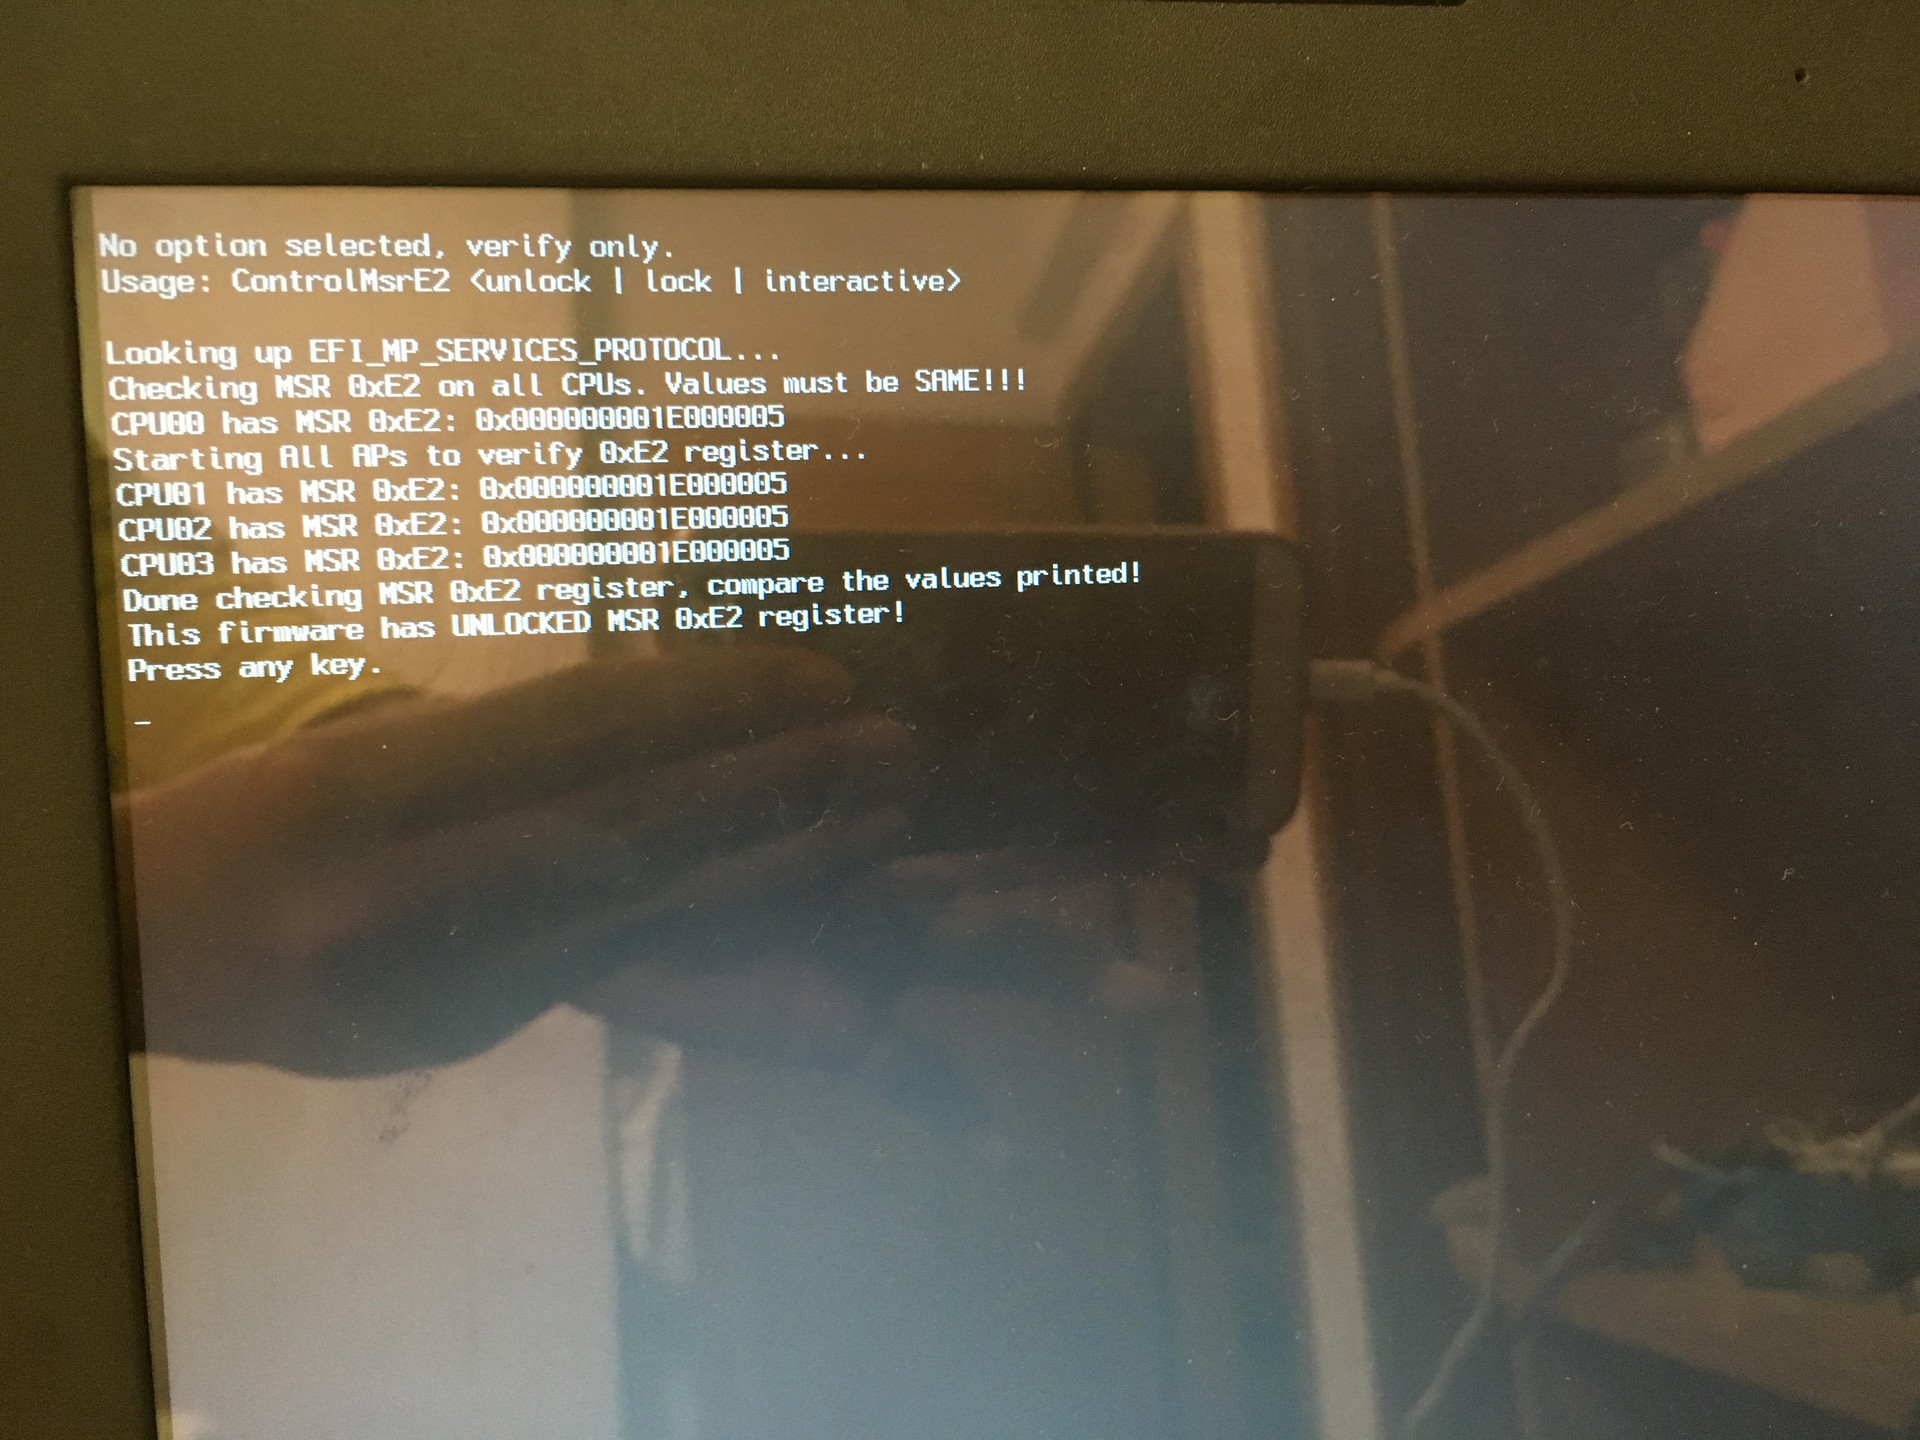 No option selected, verify only.
Usage: ControlMsrE2 <unlock | lock | interactive>
Looking up EFI_MP_SERVICES_PROTOCOL...
Checking MSR 0xE2 on all CPUs. Values must be SAME!!!
CPU00 has MSR 0xE2: 0x000000001E000005
Starting All APs to verify 0xE2 register...
CPU01 has MSR 0xE2: 0x000000001E000005
CPU02 has MSR 0xE2: 0x000000001E000005
CPU03 has MSR 0xE2: 0x000000001E000005
Done checking MSR 0xE2 register, compare the values printed!
This firmware has UNLOCKED MSR 0xE2 register!
Press any key.
_